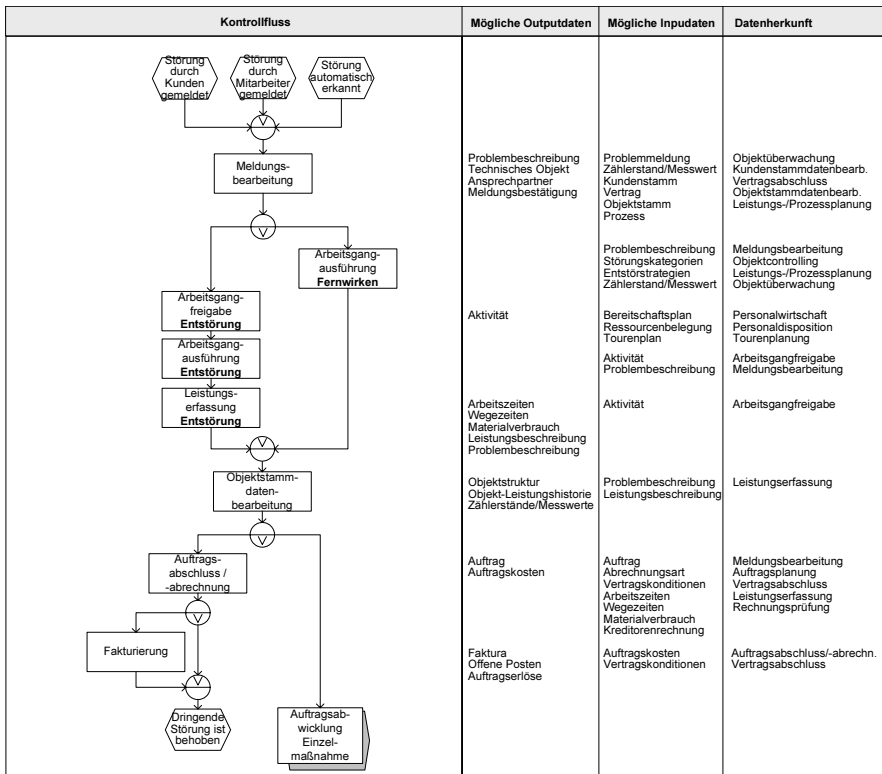 Kontrollfluss
Mögliche Outputdaten
Mögliche Inpudaten
Datenherkunft
Störung
durch
Kunden
gemeldet
Störung
durch
Mitarbeiter
gemeldet
Störung
automatisch
erkannt
V
Meldungs-
bearbeitung
Problembeschreibung
Technisches Objekt
Ansprechpartner
Meldungsbestätigung
Problemmeldung
Zählerstand/Messwert
Kundenstamm
Vertrag
Objektstamm
Prozess
Objektüberwachung
Kundenstammdatenbearb.
Vertragsabschluss
Objektstammdatenbearb.
Leistungs-/Prozessplanung
V
Arbeitsgang-
ausführung
Fernwirken
Problembeschreibung
Störungskategorien
Entstörstrategien
Zählerstand/Messwert
Meldungsbearbeitung
Objektcontrolling
Leistungs-/Prozessplanung
Objektüberwachung
Arbeitsgang-
freigabe
Entstörung
Aktivität
Bereitschaftsplan
Ressourcenbelegung
Tourenplan
Personalwirtschaft
Personaldisposition
Tourenplanung
Arbeitsgang-
ausführung
Entstörung
Aktivität
Problembeschreibung
Arbeitsgangfreigabe
Meldungsbearbeitung
Leistungs-
erfassung
Entstörung
Arbeitszeiten
Wegezeiten
Materialverbrauch
Leistungsbeschreibung
Problembeschreibung
Aktivität
Arbeitsgangfreigabe
V
Objektstamm-
daten-
bearbeitung
Objektstruktur
Objekt-Leistungshistorie
Zählerstände/Messwerte
Problembeschreibung
Leistungsbeschreibung
Leistungserfassung
V
Auftrags-
abschluss /
-abrechnung
Auftrag
Auftragskosten
Auftrag
Abrechnungsart
Vertragskonditionen
Arbeitszeiten
Wegezeiten
Materialverbrauch
Kreditorenrechnung
Meldungsbearbeitung
Auftragsplanung
Vertragsabschluss
Leistungserfassung
Rechnungsprüfung
V
Fakturierung
Faktura
Offene Posten
Auftragserlöse
Auftragskosten
Vertragskonditionen
Auftragsabschluss/-abrechn.
Vertragsabschluss
V
Dringende
Störung ist
behoben
Auftragsab-
wicklung
Einzel-
maßnahme